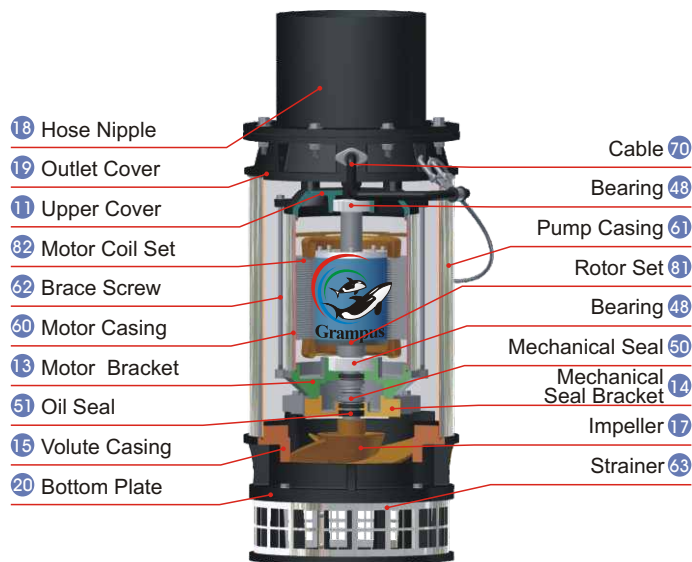 18 Hose Nipple
19 Outlet Cover
11 Upper Cover
82 Motor Coil Set
62 Brace Screw
60 Motor Casing
13 Motor Bracket
51 Oil Seal
15 Volute Casing
20 Bottom Plate
Grampus
Cable 70
Bearing 48
Pump Casing 61
Rotor Set 81
Bearing 48
Mechanical Seal 50
Mechanical
Seal Bracket 14
Impeller 17
Strainer 63